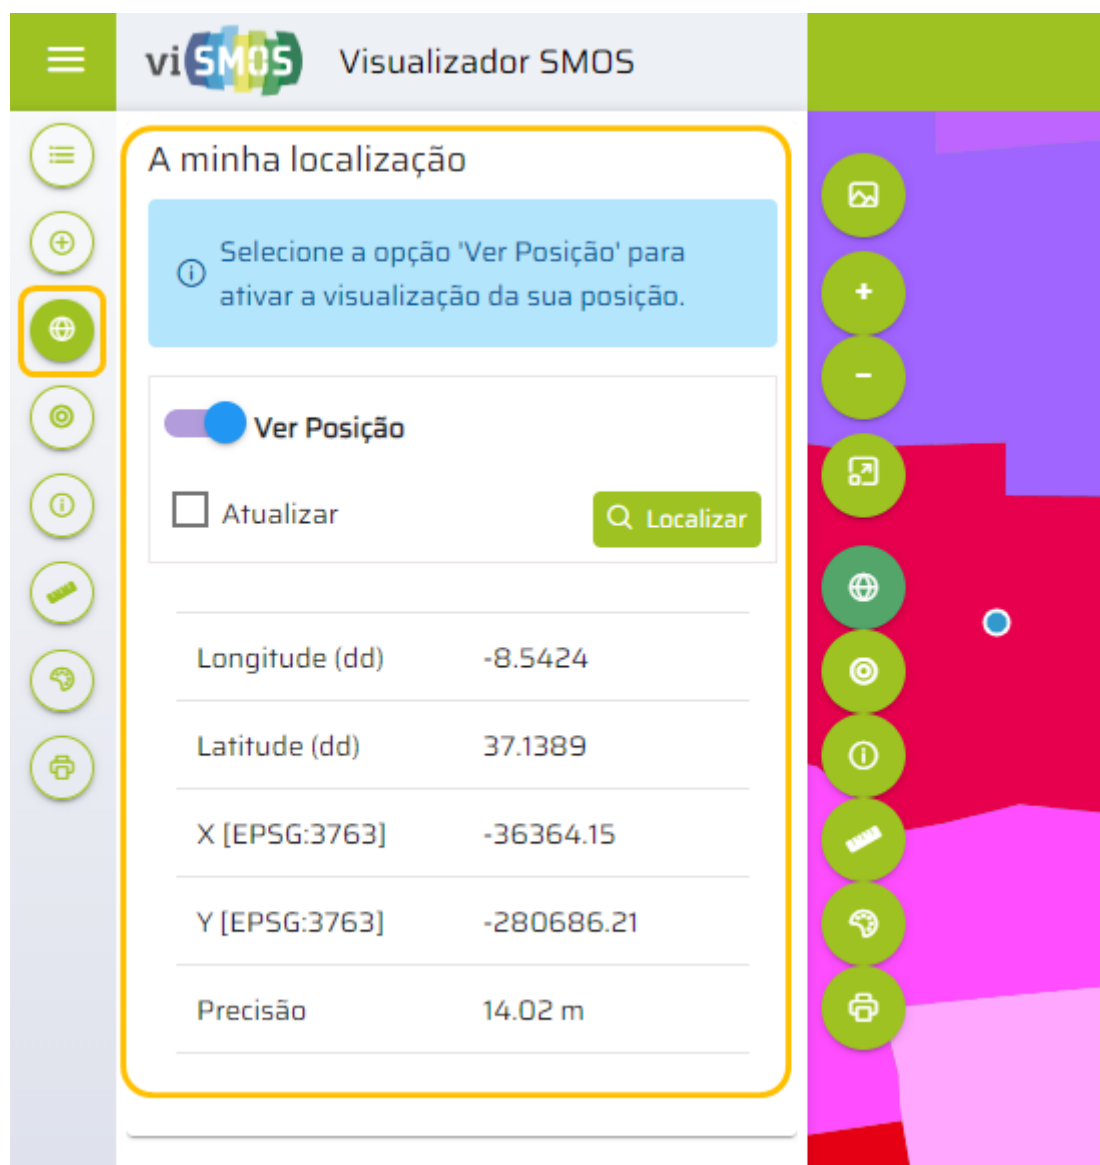 viSMOS Visualizador SMOS
A minha localização
Selecione a opção 'Ver Posição' para
ativar a visualização da sua posição.
Ver Posição
Atualizar
Localizar
Longitude (dd) -8.5424
Latitude (dd) 37.1389
X [EPSG:3763] -36364.15
Y [EPSG:3763] -280686.21
Precisão 14.02 m